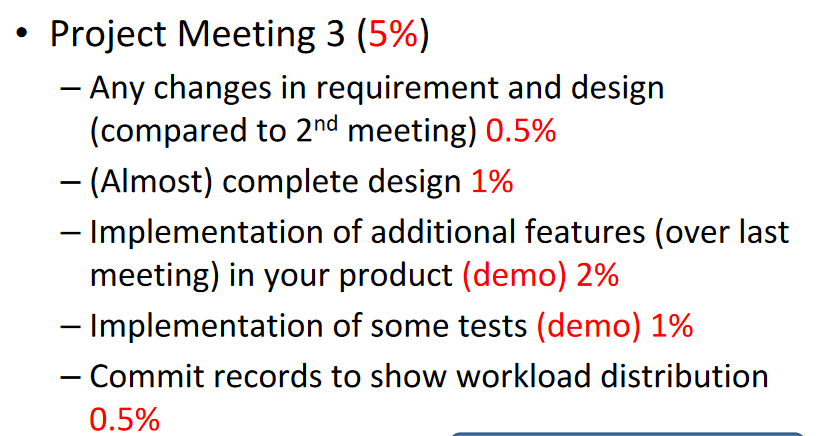 • Project Meeting 3 (5%)
– Any changes in requirement and design
(compared to 2nd meeting) 0.5%
– (Almost) complete design 1%
– Implementation of additional features (over last
meeting) in your product (demo) 2%
– Implementation of some tests (demo) 1%
– Commit records to show workload distribution
0.5%